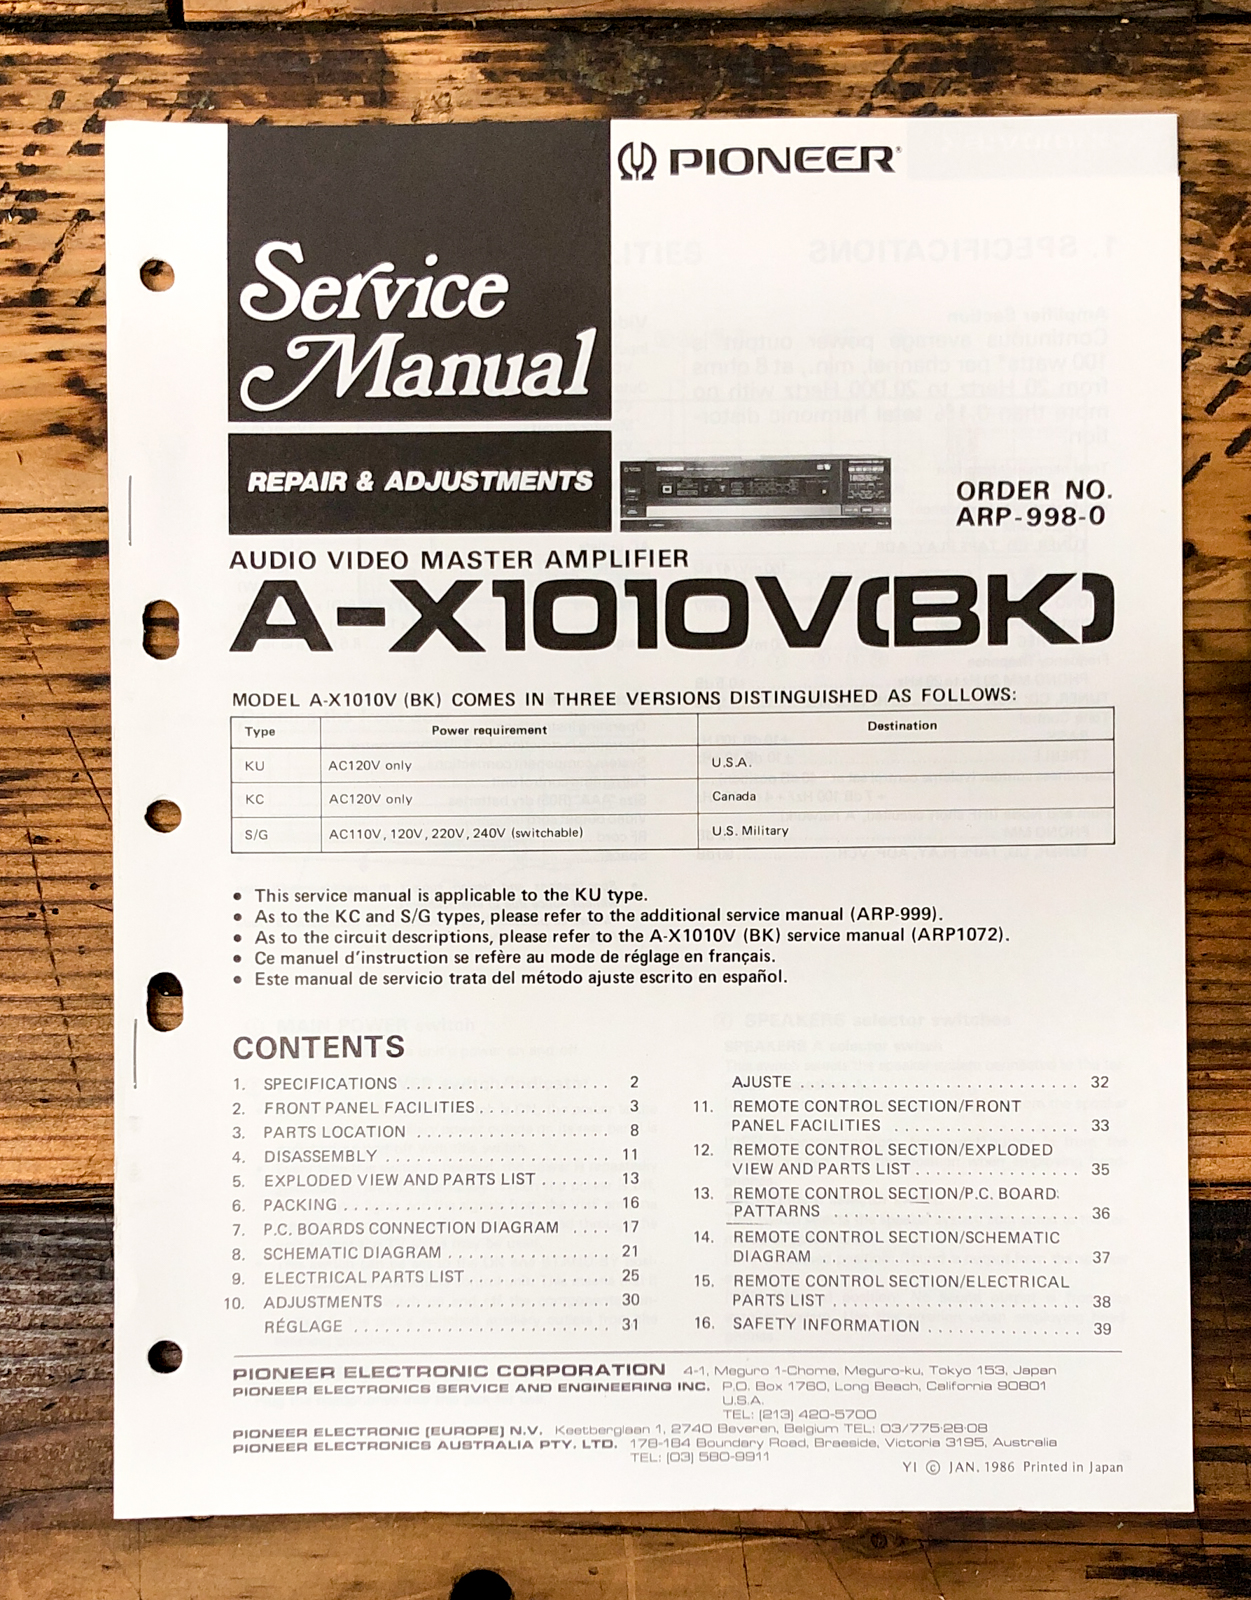 PIONEER®
Service
Manual
REPAIR & ADJUSTMENTS
ORDER NO.
ARP-998-0
AUDIO VIDEO MASTER AMPLIFIER
A-X1010V(BK)
MODEL A-X1010V (BK) COMES IN THREE VERSIONS DISTINGUISHED AS FOLLOWS:
Type Power requirement Destination
KU AC120V only U.S.A.
KC AC120V only Canada
S/G AC110V, 120V, 220V, 240V (switchable) U.S. Military
• This service manual is applicable to the KU type.
• As to the KC and S/G types, please refer to the additional service manual (ARP-999).
• As to the circuit descriptions, please refer to the A-X1010V (BK) service manual (ARP1072).
• Ce manuel d'instruction se refère au mode de réglage en français.
• Este manual de servicio trata del método ajuste escrito en español.
CONTENTS
1. SPECIFICATIONS . . . . . . . . . . . . . . . . . . . . 2
2. FRONT PANEL FACILITIES . . . . . . . . . . . . . 3
3. PARTS LOCATION . . . . . . . . . . . . . . . . . . . 8
4. DISASSEMBLY . . . . . . . . . . . . . . . . . . . . . . 11
5. EXPLODED VIEW AND PARTS LIST . . . . . . . 13
6. PACKING . . . . . . . . . . . . . . . . . . . . . . . . . . 16
7. P.C. BOARDS CONNECTION DIAGRAM . . . . 17
8. SCHEMATIC DIAGRAM . . . . . . . . . . . . . . . . 21
9. ELECTRICAL PARTS LIST . . . . . . . . . . . . . . 25
10. ADJUSTMENTS . . . . . . . . . . . . . . . . . . . . . 30
RÉGLAGE . . . . . . . . . . . . . . . . . . . . . . . . . 31
AJUSTE . . . . . . . . . . . . . . . . . . . . . . . . . . . 32
11. REMOTE CONTROL SECTION/FRONT
PANEL FACILITIES . . . . . . . . . . . . . . . . . . 33
12. REMOTE CONTROL SECTION/EXPLODED
VIEW AND PARTS LIST . . . . . . . . . . . . . . . . 35
13. REMOTE CONTROL SECTION/P.C. BOARD
PATTARNS . . . . . . . . . . . . . . . . . . . . . . . . 36
14. REMOTE CONTROL SECTION/SCHEMATIC
DIAGRAM . . . . . . . . . . . . . . . . . . . . . . . . . 37
15. REMOTE CONTROL SECTION/ELECTRICAL
PARTS LIST . . . . . . . . . . . . . . . . . . . . . . . . 38
16. SAFETY INFORMATION . . . . . . . . . . . . . . . 39
PIONEER ELECTRONIC CORPORATION 4-1, Meguro 1-Chome, Meguro-ku, Tokyo 153, Japan
PIONEER ELECTRONICS SERVICE AND ENGINEERING INC. P.O. Box 1760, Long Beach, California 90801
U.S.A.
TEL: (213) 420-5700
PIONEER ELECTRONIC (EUROPE) N.V. Keetberglaan 1, 2740 Beveren, Belgium TEL: 03/775·28·08
PIONEER ELECTRONICS AUSTRALIA PTY. LTD. 178-184 Boundary Road, Braeside, Victoria 3195, Australia
TEL: (03) 580-9911
YI © JAN, 1986 Printed in Japan